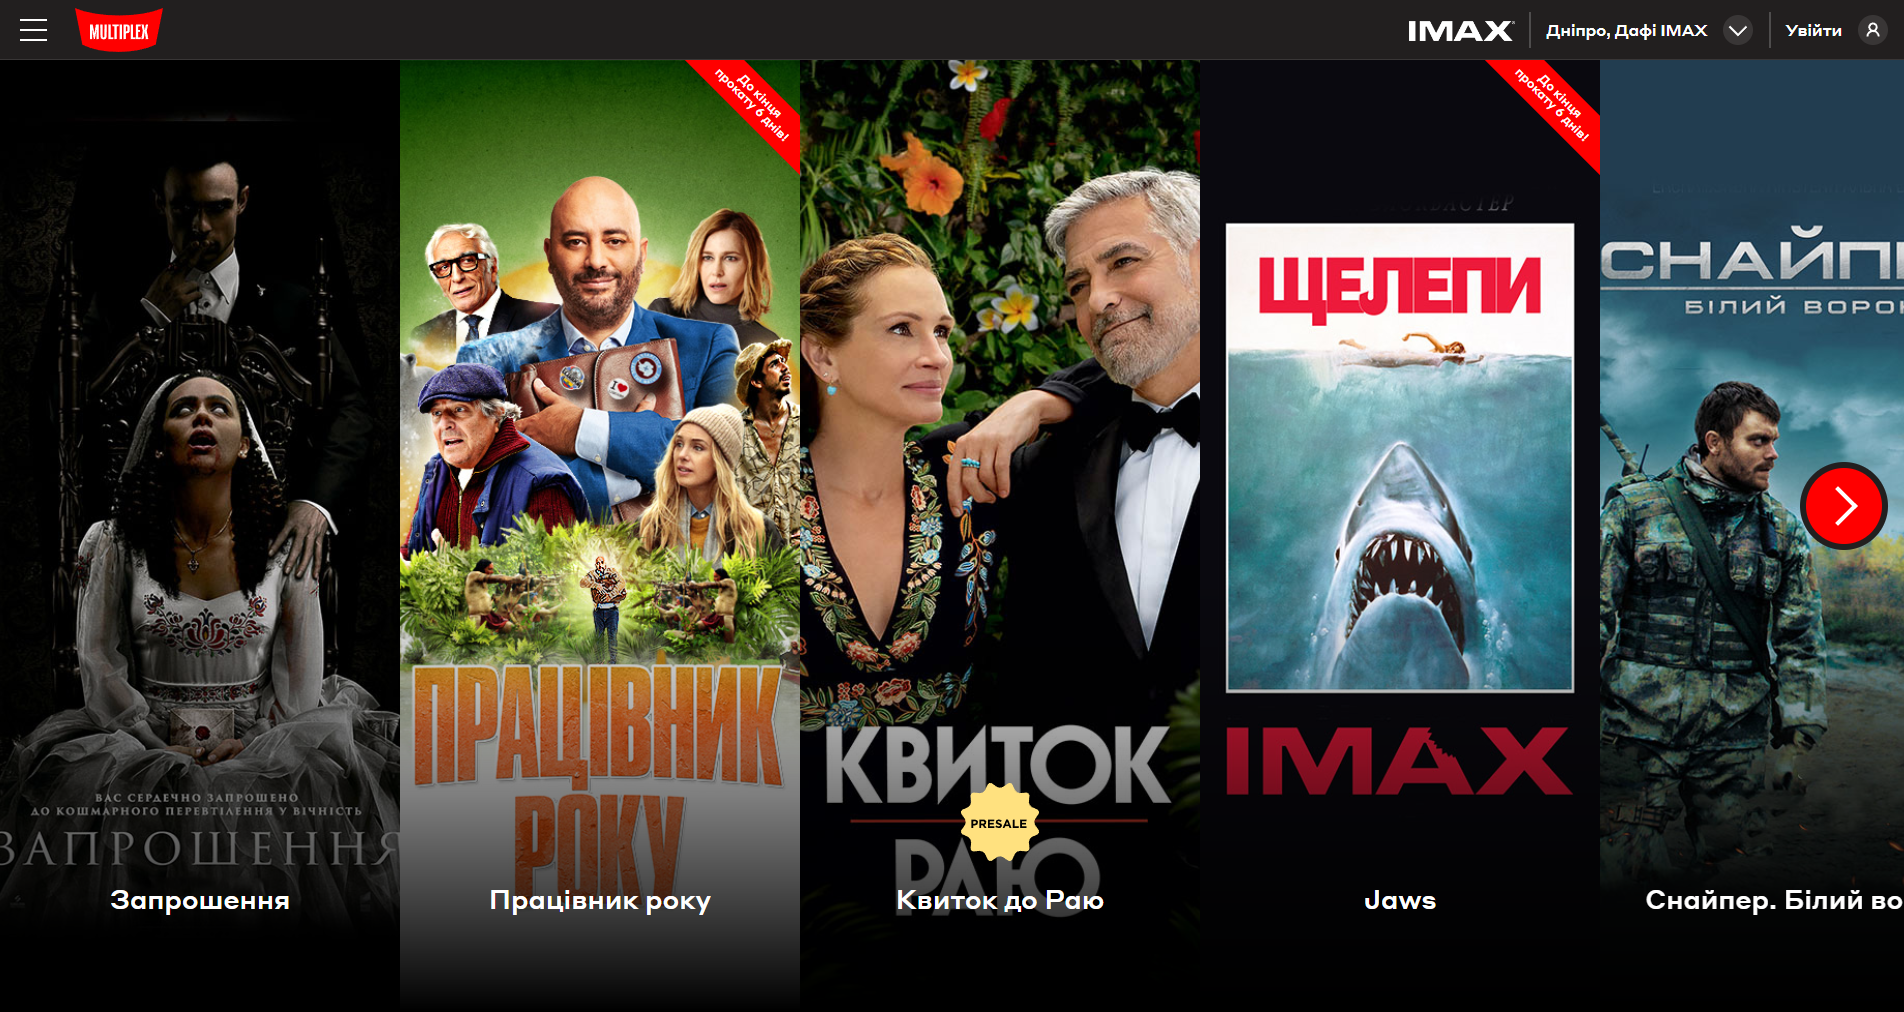 MULTIPLEX
IMAX
Дніпро, Дафі IMAX
Увійти
ВАС СЕРДЕЧНО ЗАПРОШЕНО
ДО КОШМАРНОГО ПЕРЕВТІЛЕННЯ У ВІЧНІСТЬ
ЗАПРОШЕННЯ
Запрошення
До кінця
прокату 6 днів!
ПРАЦІВНИК
РОКУ
Працівник року
КВИТОК
PRESALE
РАЮ
Квиток до Раю
До кінця
прокату 6 днів!
ЩЕЛЕПИ
IMAX
Jaws
СНАЙП
БІЛИЙ ВОРО
Снайпер. Білий во